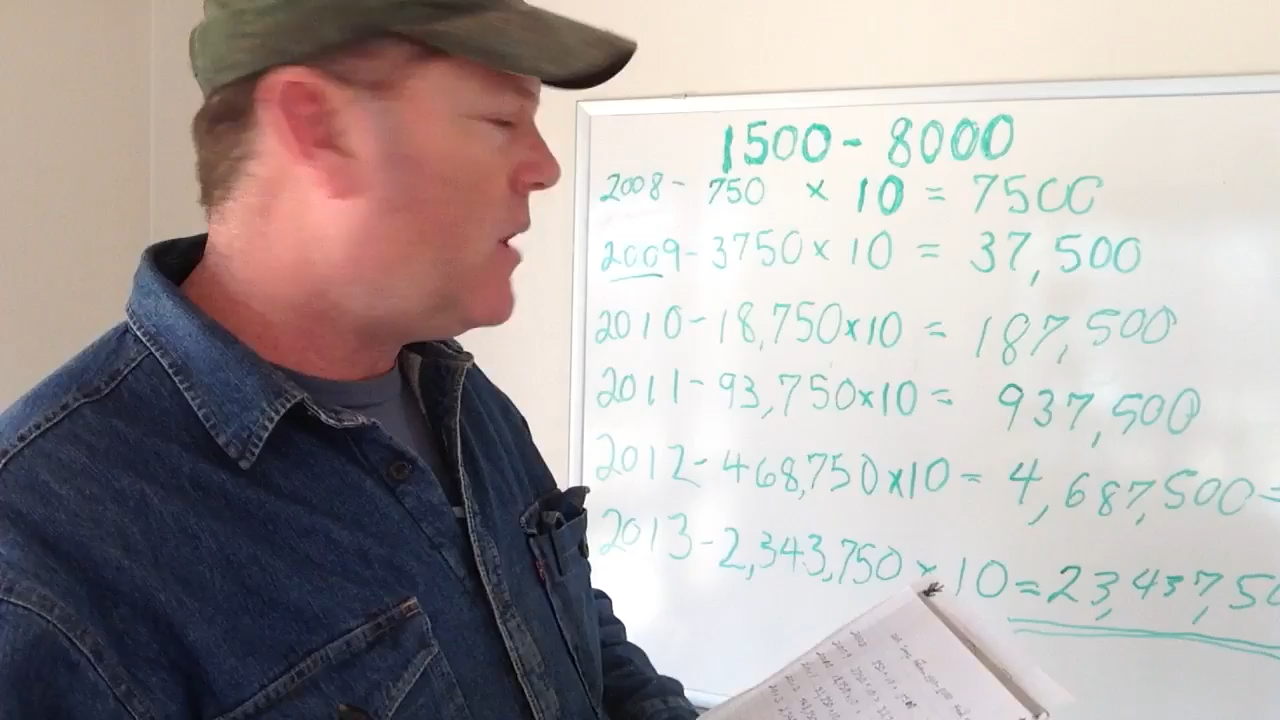 1500 - 8000
2008 - 750 x 10 = 7500
2009 - 3750 x 10 = 37,500
2010 - 18,750 x 10 = 187,500
2011 - 93,750 x 10 = 937,500
2012 - 468,750 x 10 = 4,687,500 =
2013 - 2,343,750 x 10 = 23,437,50